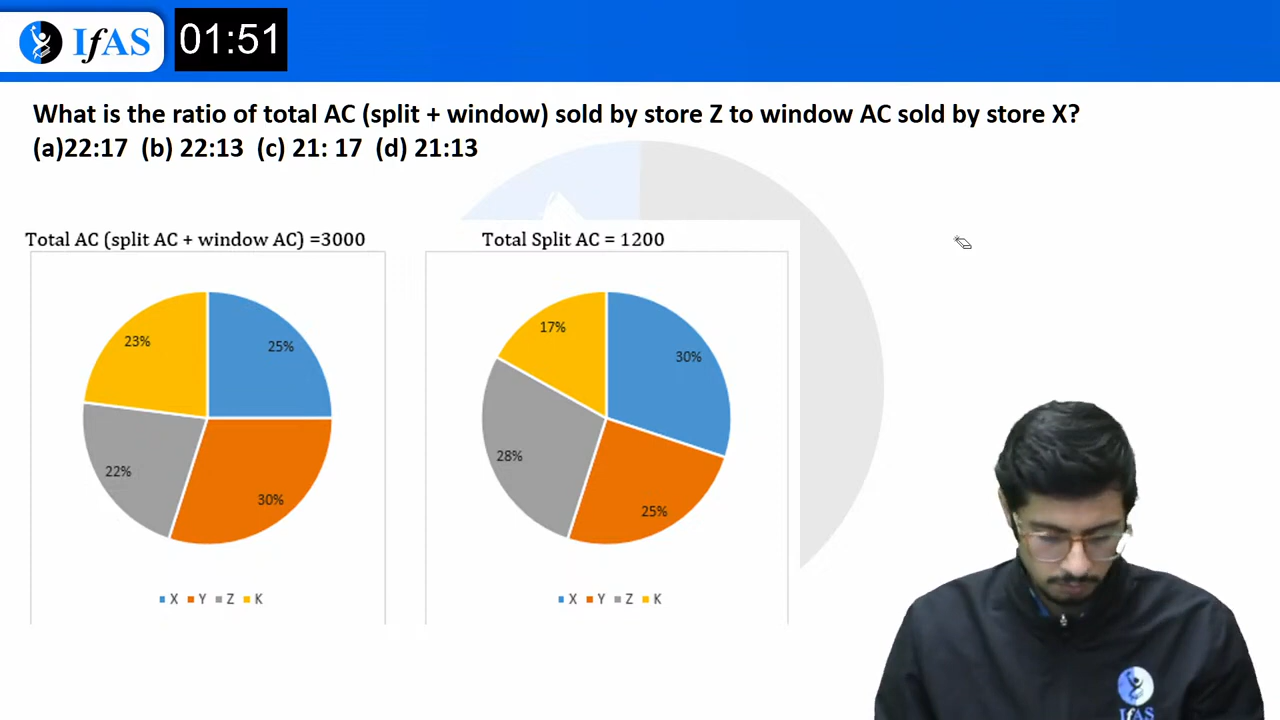 IfAS
01:51
What is the ratio of total AC (split + window) sold by store Z to window AC sold by store X?
(a)22:17 (b) 22:13 (c) 21: 17 (d) 21:13
Total AC (split AC + window AC) =3000
23%
25%
22%
30%
X Y Z K
Total Split AC = 1200
17%
30%
28%
25%
X Y Z K
IfAS